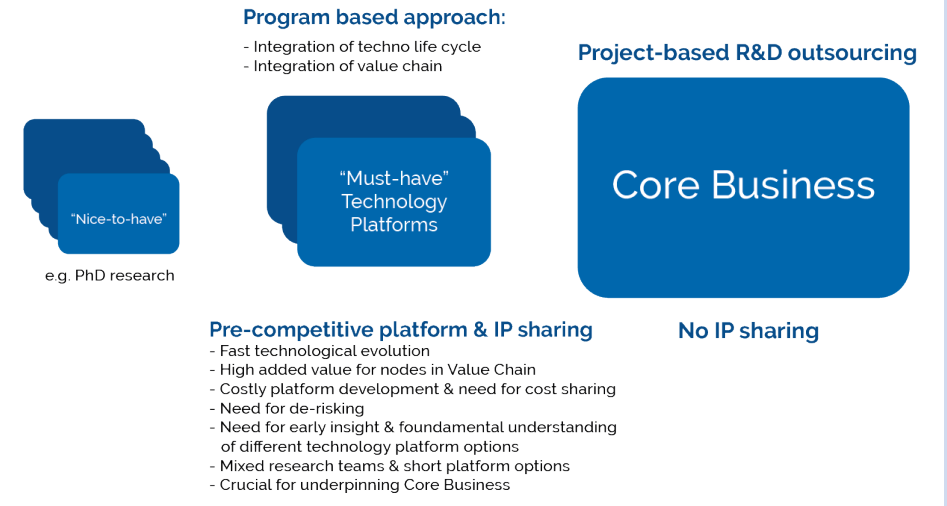 Program based approach:
- Integration of techno life cycle
- Integration of value chain
Project-based R&D outsourcing
"Nice-to-have"
e.g. PhD research
“Must-have”
Technology
Platforms
Core Business
Pre-competitive platform & IP sharing
- Fast technological evolution
- High added value for nodes in Value Chain
- Costly platform development & need for cost sharing
- Need for de-risking
- Need for early insight & foundamental understanding
of different technology platform options
- Mixed research teams & short platform options
- Crucial for underpinning Core Business
No IP sharing